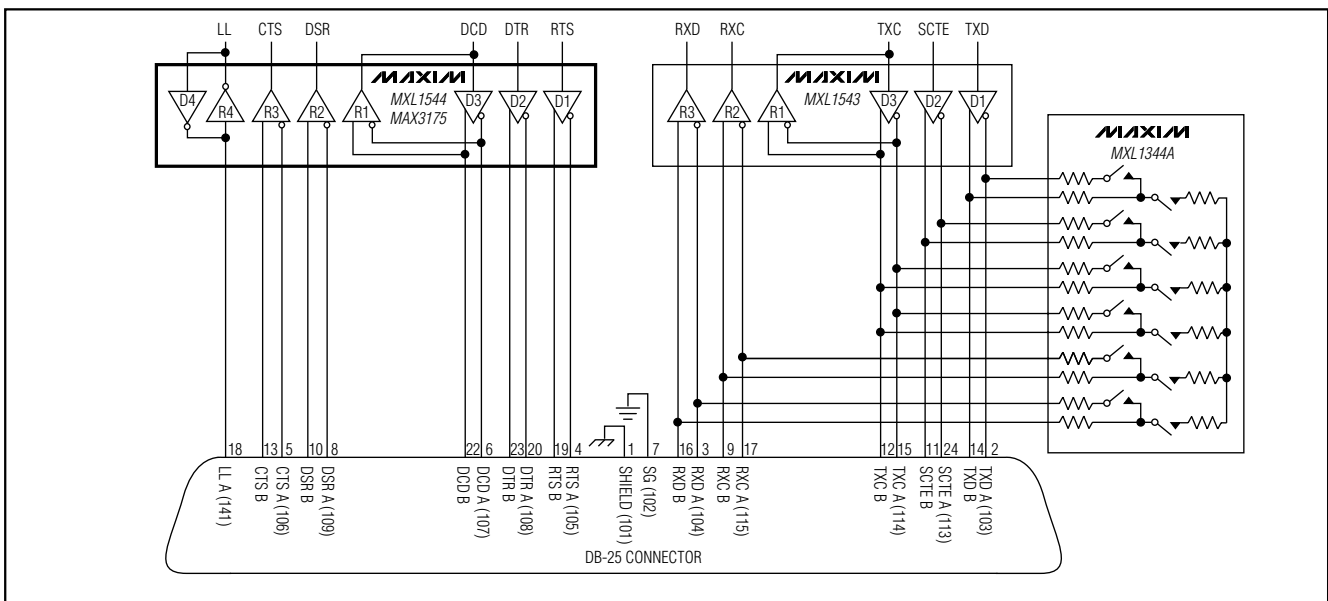 LL CTS DSR DCD DTR RTS RXD RXC TXC SCTE TXD
MAXIM
MXL1544
MAX3175
D4 R4 R3 R2 R1 D3 D2 D1
MAXIM
MXL1543
R3 R2 R1 D3 D2 D1
MAXIM
MXL1344A
18 13 5 10 8 22 6 23 20 19 4 1 7 16 3 9 17 12 15 11 24 14 2
LL A (141)
CTS B
CTS A (106)
DSR B
DSR A (109)
DCD B
DCD A (107)
DTR B
DTR A (108)
RTS B
RTS A (105)
SHIELD (101)
SG (102)
RXD B
RXD A (104)
RXC B
RXC A (115)
TXC B
TXC A (114)
SCTE B
SCTE A (113)
TXD B
TXD A (103)
DB-25 CONNECTOR